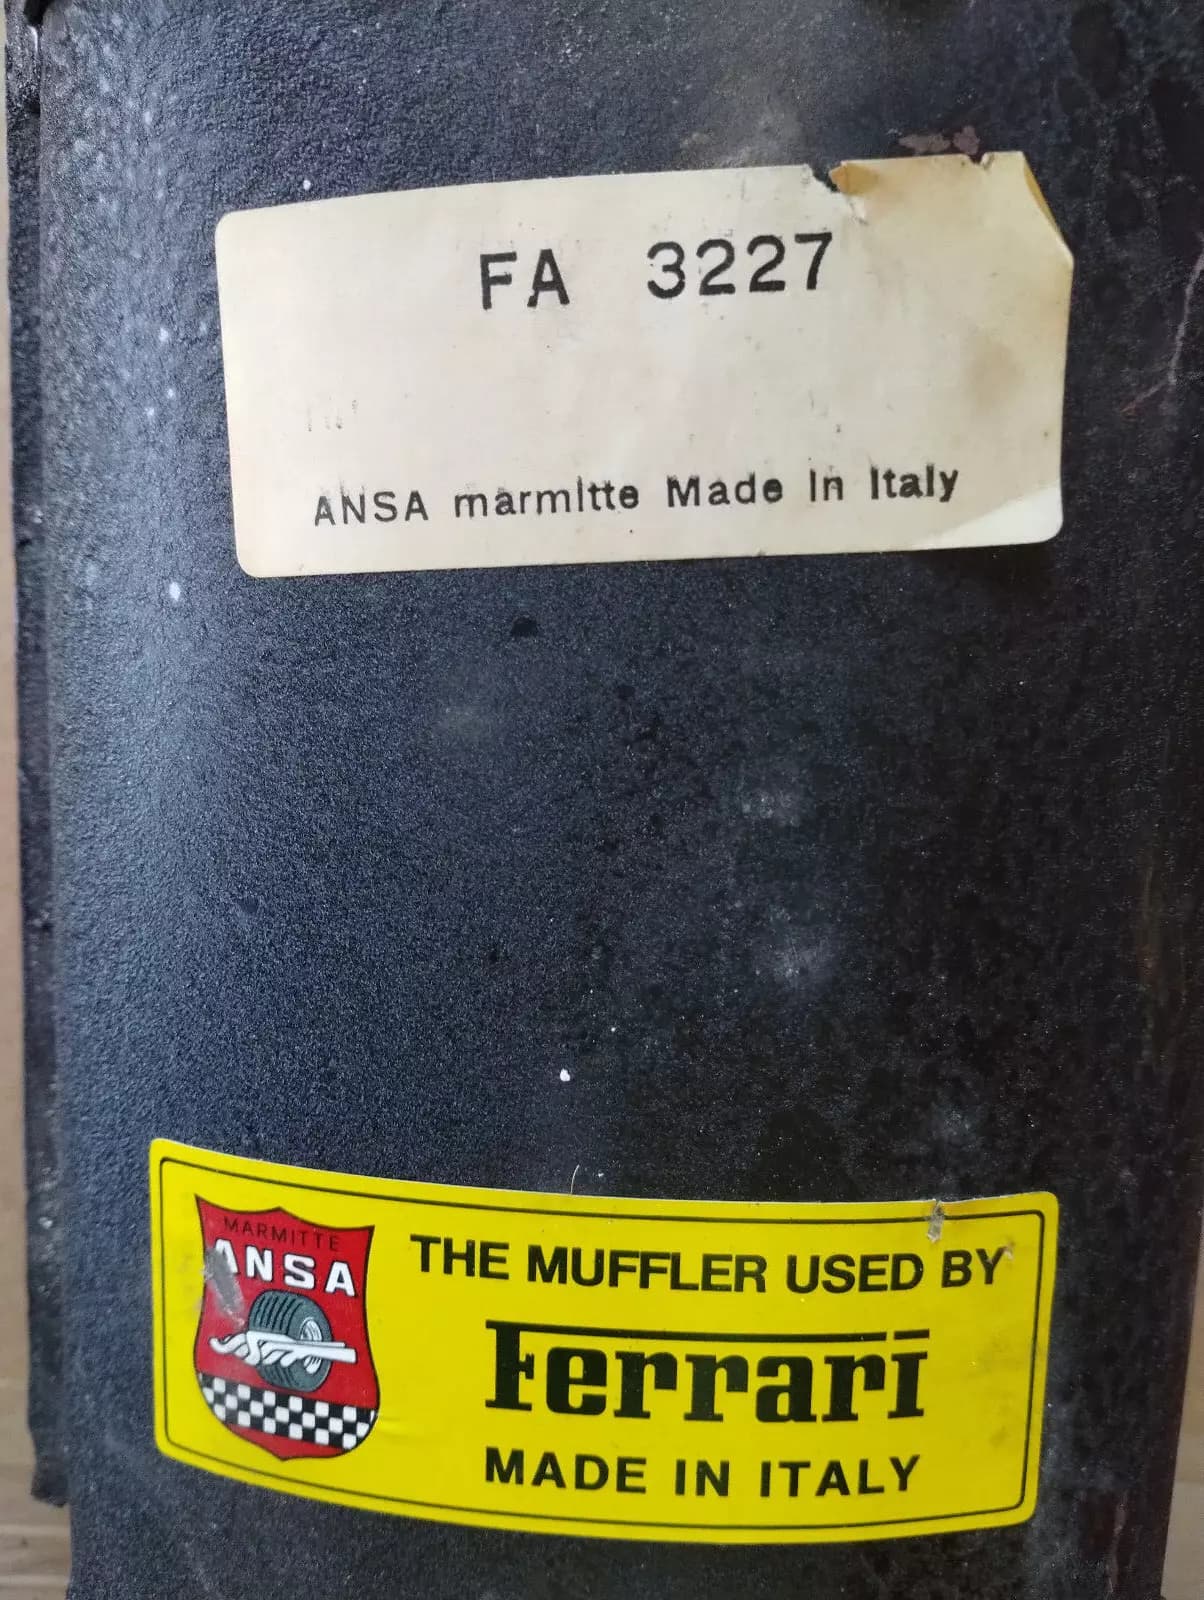 FA 3227
ANSA marmitte Made in Italy
MARMITTE
ANSA
THE MUFFLER USED BY
Ferrari
MADE IN ITALY